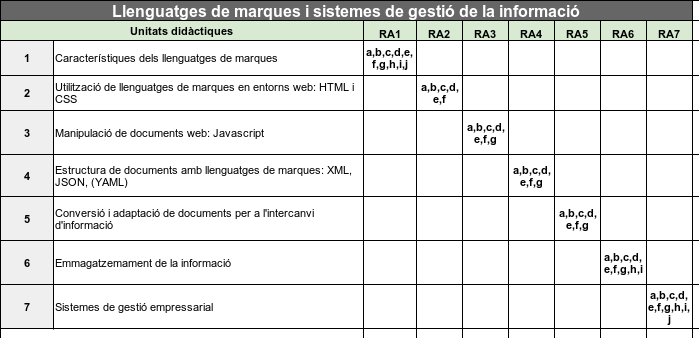 Llenguatges de marques i sistemes de gestió de la informació
Unitats didàctiques RA1 RA2 RA3 RA4 RA5 RA6 RA7
1 Característiques dels llenguatges de marques a,b,c,d,e,
f,g,h,i,j
2 Utilització de llenguatges de marques en entorns web: HTML i
CSS a,b,c,d,
e,f
3 Manipulació de documents web: Javascript a,b,c,d,
e,f,g
4 Estructura de documents amb llenguatges de marques: XML,
JSON, (YAML) a,b,c,d,
e,f,g
5 Conversió i adaptació de documents per a l'intercanvi
d'informació a,b,c,d,
e,f,g
6 Emmagatzemament de la informació a,b,c,d,
e,f,g,h,i
7 Sistemes de gestió empresarial a,b,c,d,
e,f,g,h,i,
j